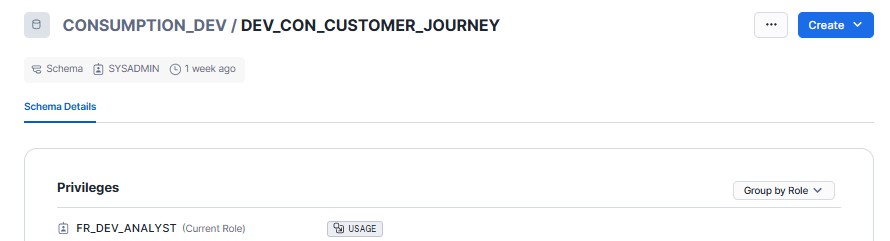 CONSUMPTION_DEV / DEV_CON_CUSTOMER_JOURNEY
... Create
Schema SYSADMIN 1 week ago
Schema Details
Privileges
Group by Role
FR_DEV_ANALYST (Current Role) USAGE